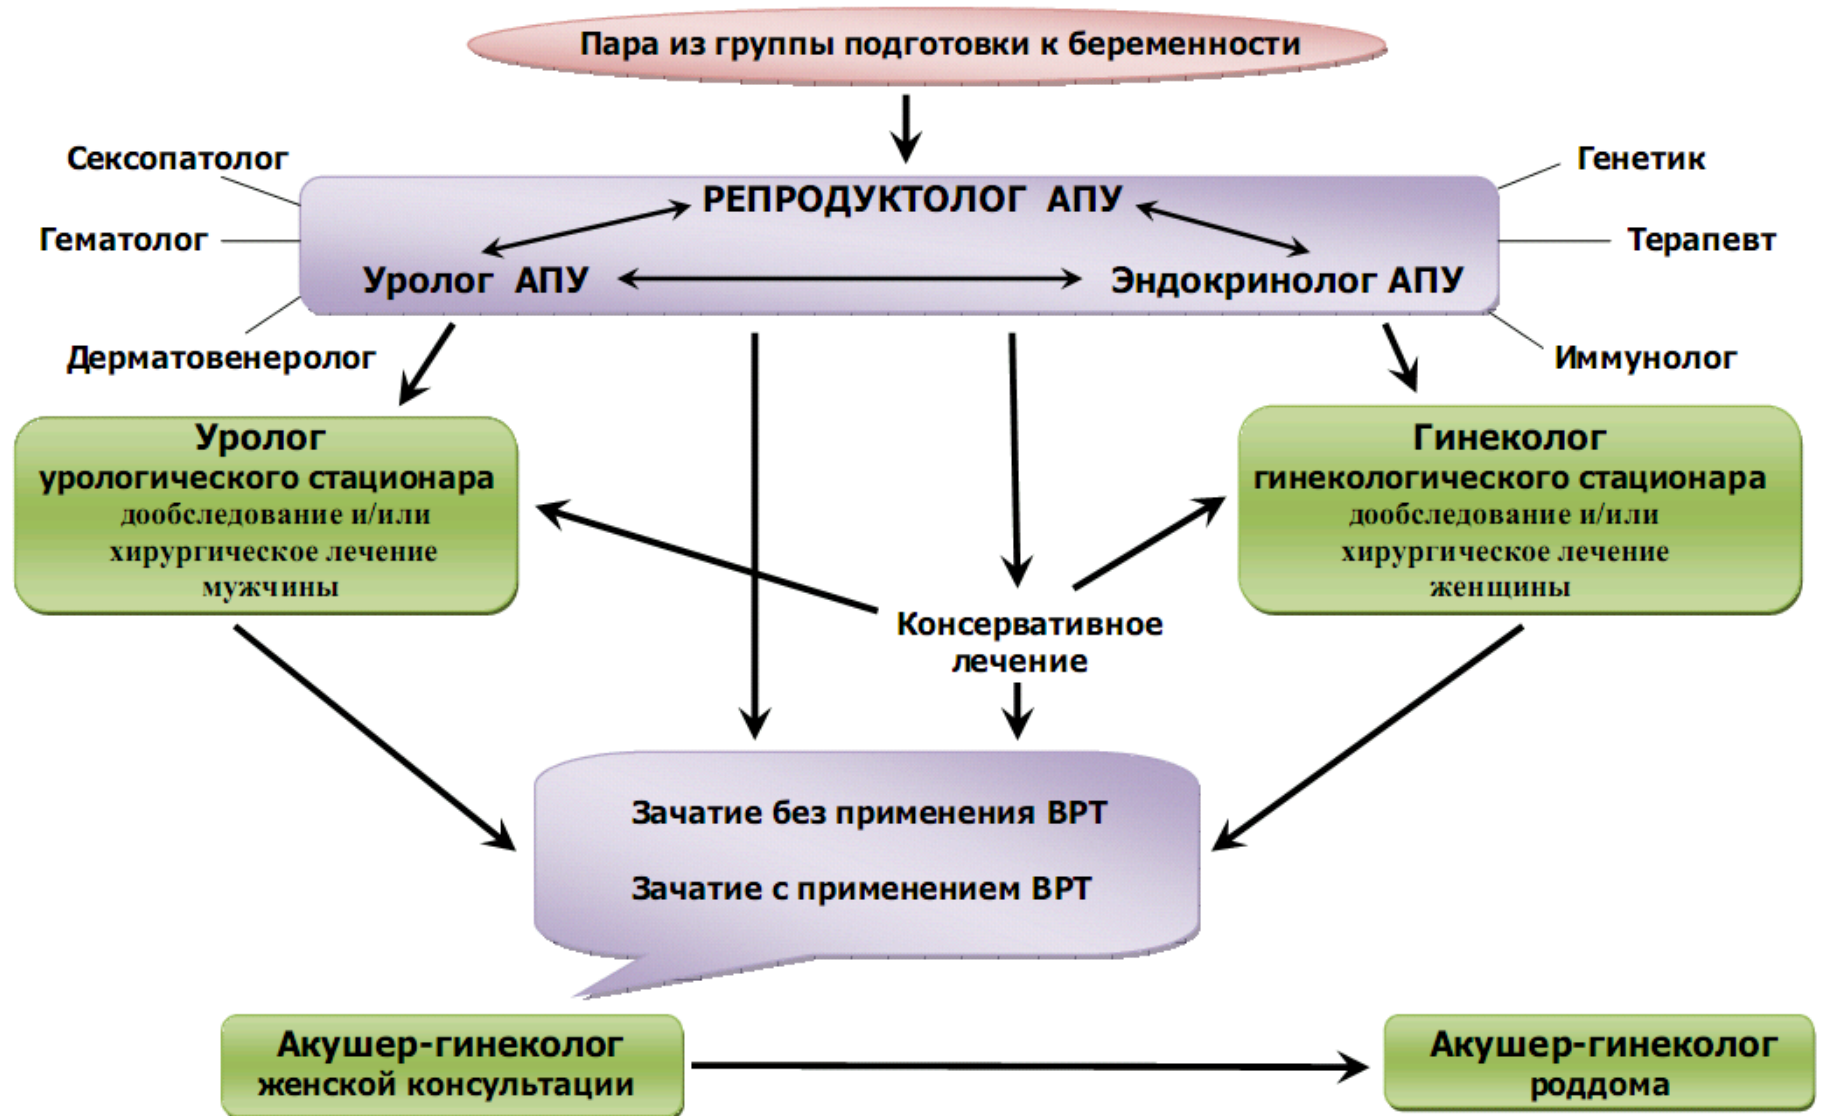 Пара из группы подготовки к беременности
Сексопатолог
Генетик
РЕПРОДУКТОЛОГ АПУ
Гематолог
Терапевт
Уролог АПУ
Эндокринолог АПУ
Дерматовенеролог
Иммунолог
Уролог
урологического стационара
дообследование и/или
хирургическое лечение
мужчины
Гинеколог
гинекологического стационара
дообследование и/или
хирургическое лечение
женщины
Консервативное
лечение
Зачатие без применения ВРТ
Зачатие с применением ВРТ
Акушер-гинеколог
женской консультации
Акушер-гинеколог
роддома